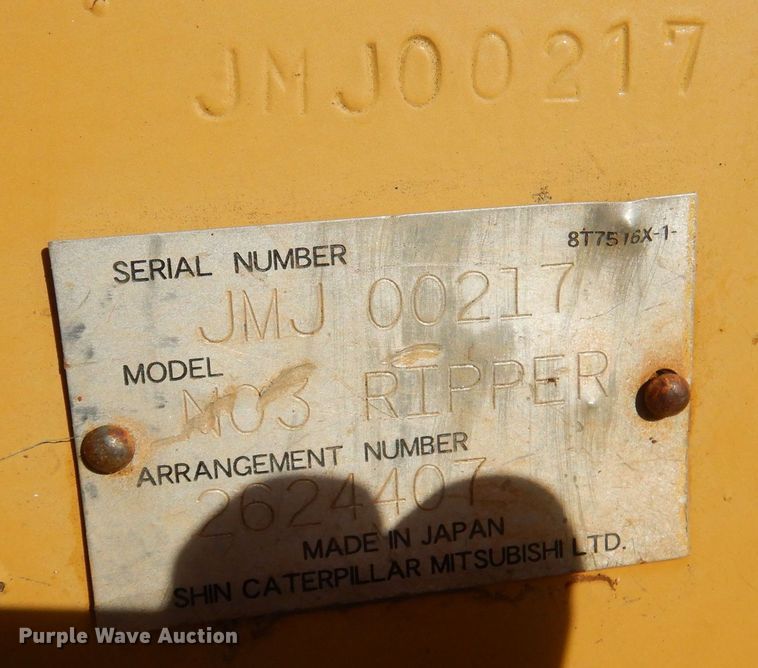 JMJ00217
8T7516X-1-
SERIAL NUMBER
JMJ 00217
MODEL
NO3 RIPPER
ARRANGEMENT NUMBER
2624407
MADE IN JAPAN
SHIN CATERPILLAR MITSUBISHI LTD.
Purple Wave Auction